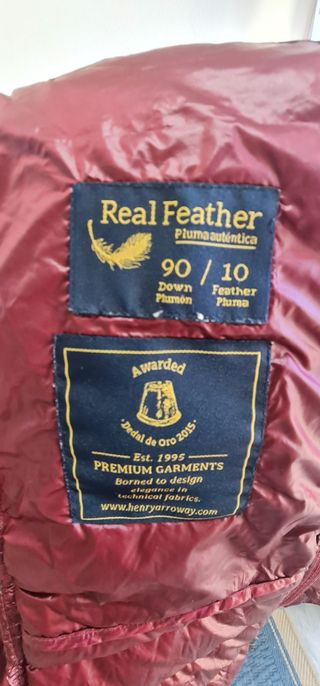 Real Feather
Pluma auténtica
90 / 10
Down Feather
Plumón Pluma
Awarded
·Dedal de Oro 2015·
Est. 1995
PREMIUM GARMENTS
Borned to design
elegance in
technical fabrics.
www.henryarroway.com